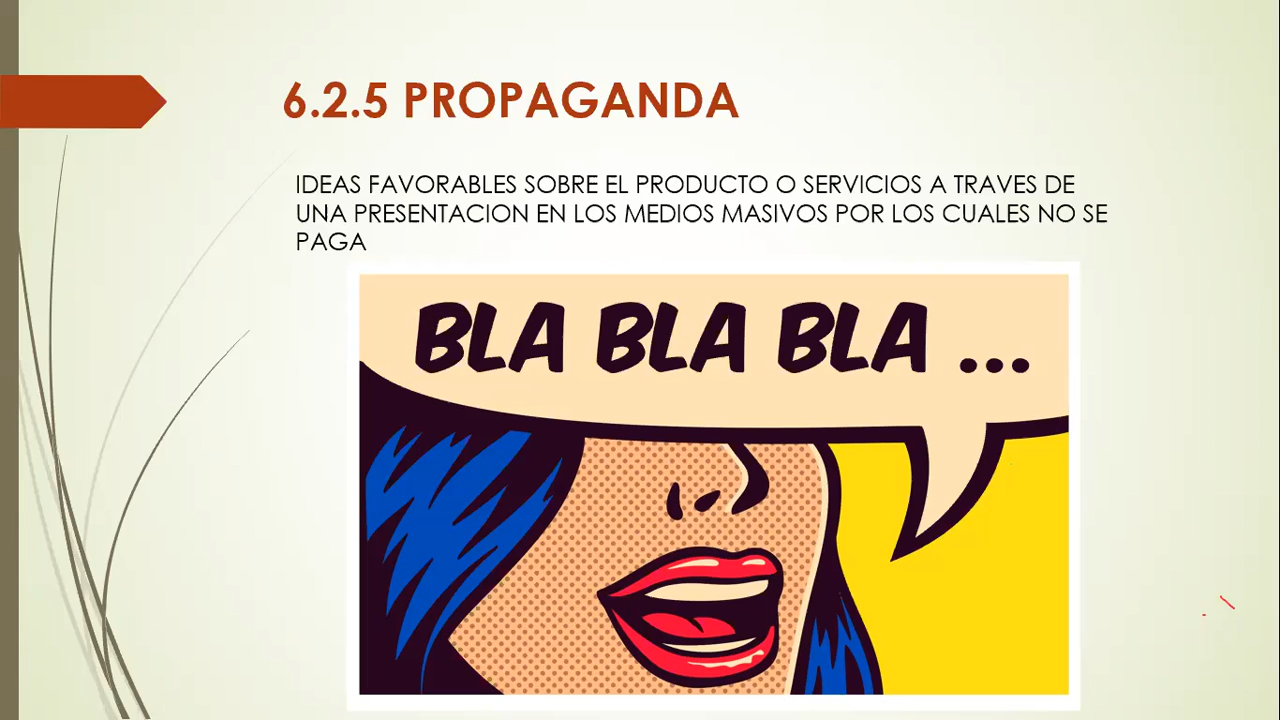 6.2.5 PROPAGANDA
IDEAS FAVORABLES SOBRE EL PRODUCTO O SERVICIOS A TRAVES DE
UNA PRESENTACION EN LOS MEDIOS MASIVOS POR LOS CUALES NO SE
PAGA
BLA BLA BLA ...